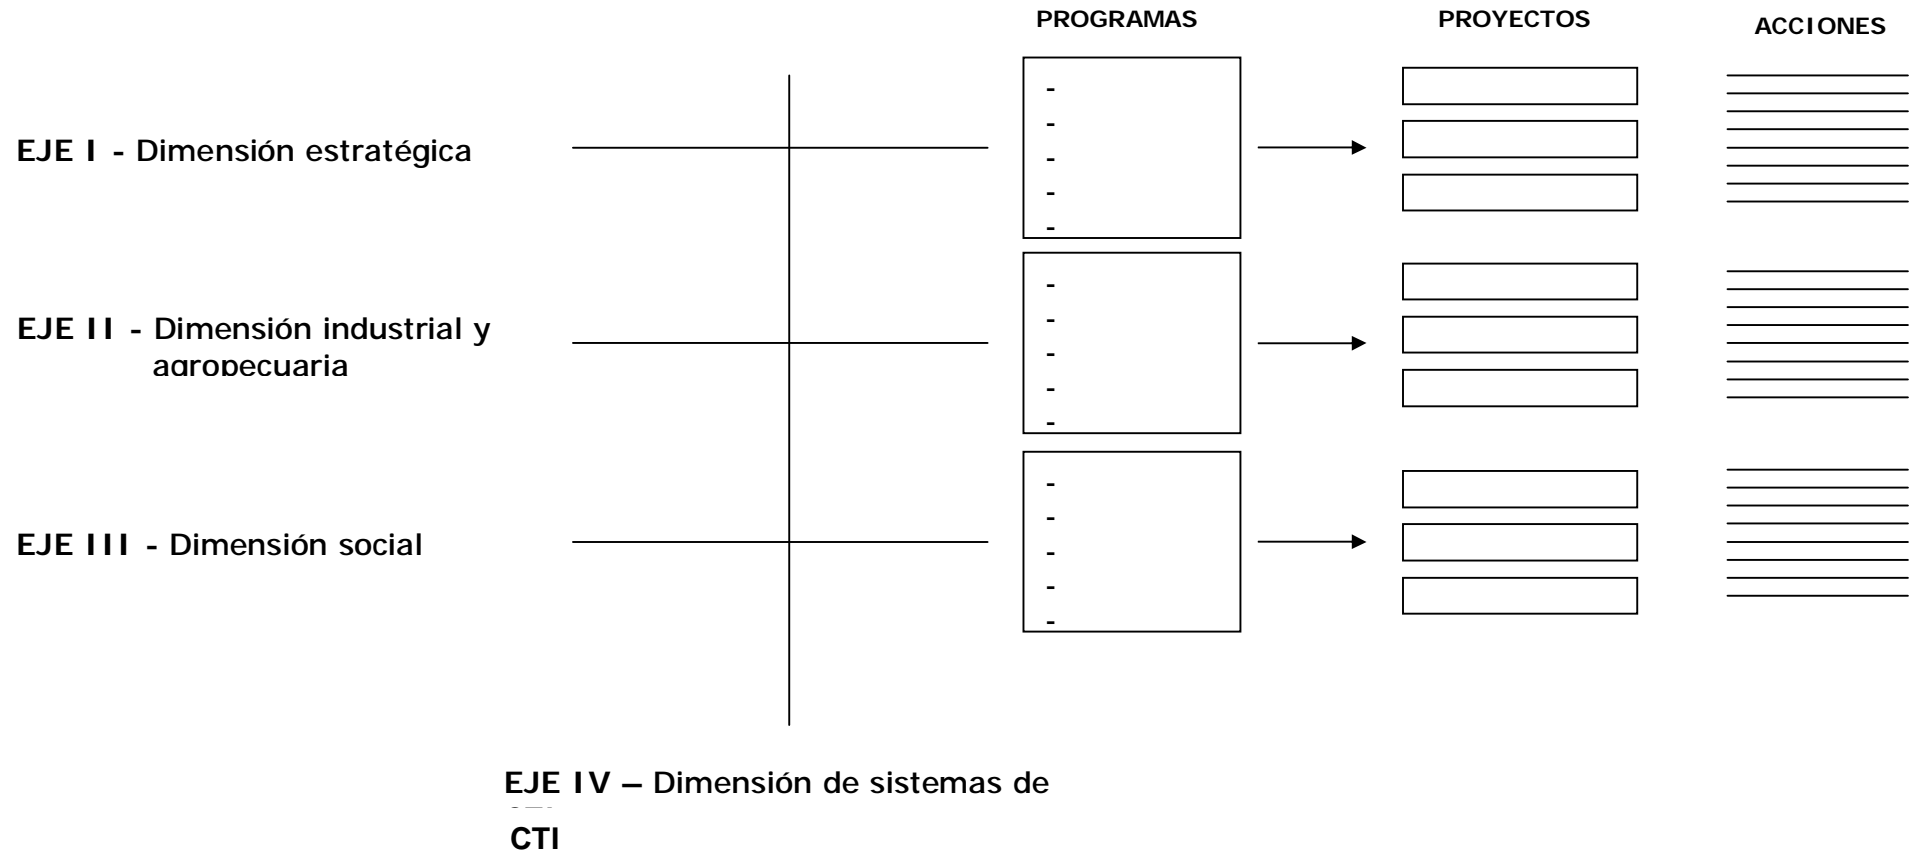 PROGRAMAS
PROYECTOS
ACCIONES
-
-
-
-
-
EJE I - Dimensión estratégica
-
-
-
-
-
EJE II - Dimensión industrial y
agropecuaria
-
-
-
-
-
EJE III - Dimensión social
EJE IV – Dimensión de sistemas de
CTI